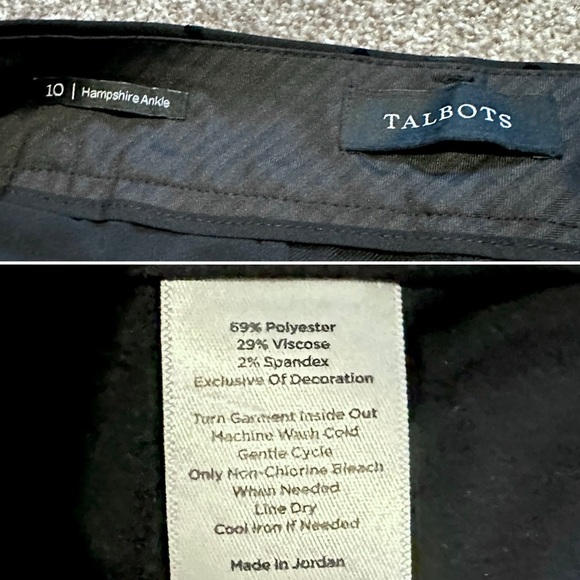 10 | Hampshire Ankle
TALBOTS
69% Polyester
29% Viscose
2% Spandex
Exclusive Of Decoration
Turn Garment Inside Out
Machine Wash Cold
Gentle Cycle
Only Non-Chlorine Bleach
When Needed
Line Dry
Cool Iron If Needed
Made In Jordan